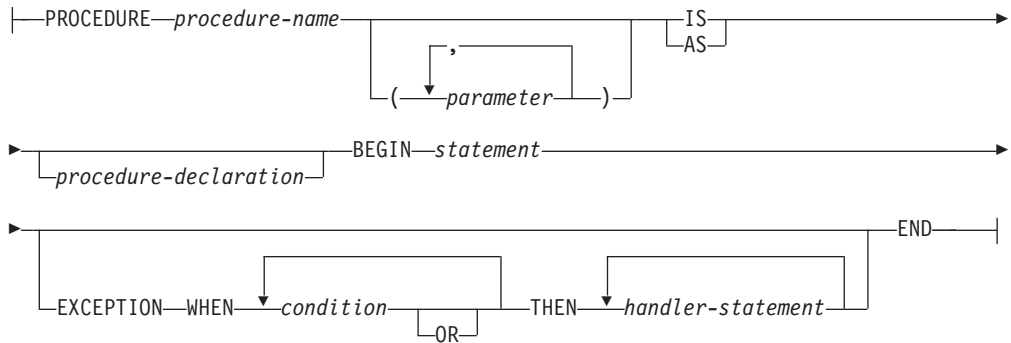 PROCEDURE procedure-name IS
AS
,
( parameter )
BEGIN statement
procedure-declaration
END
EXCEPTION WHEN condition THEN handler-statement
OR